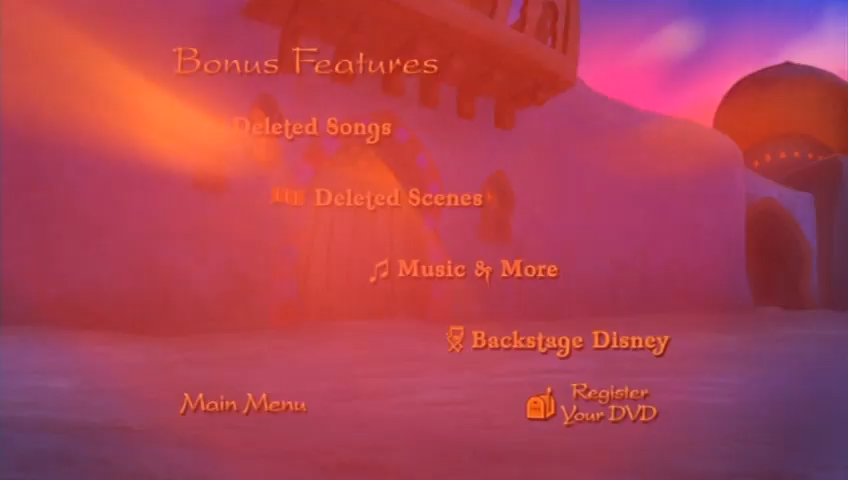 Bonus Features
Deleted Songs
Deleted Scenes
Music & More
Backstage Disney
Main Menu
Register
Your DVD